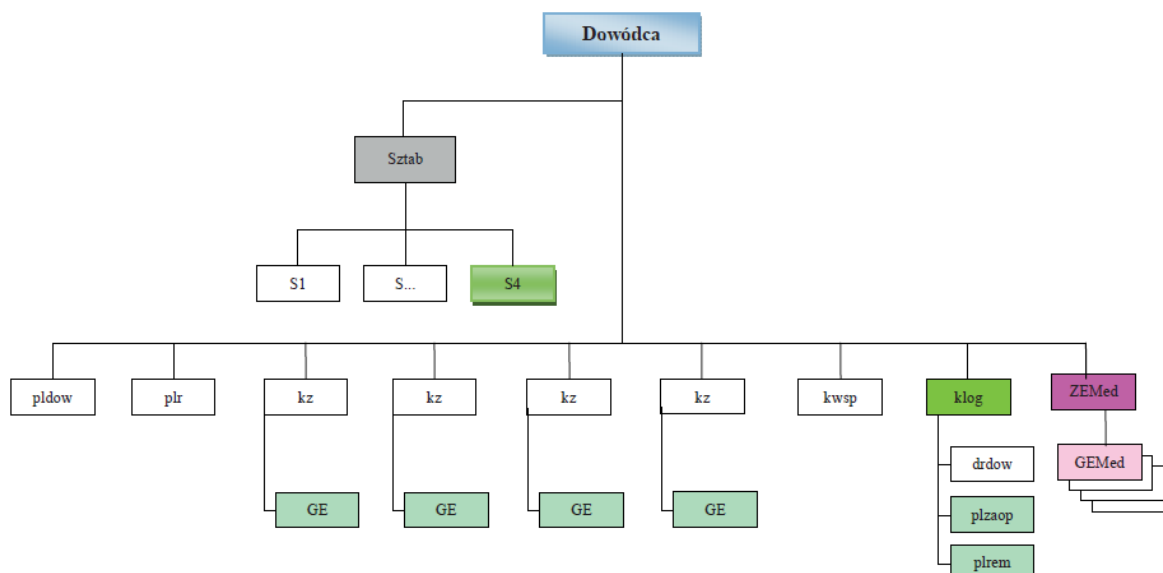 Dowódca
Sztab
S1
S...
S4
pldow
plr
kz
kz
kz
kz
kwsp
klog
ZEMed
drdow
GEMed
GE
GE
GE
GE
plzaop
plrem